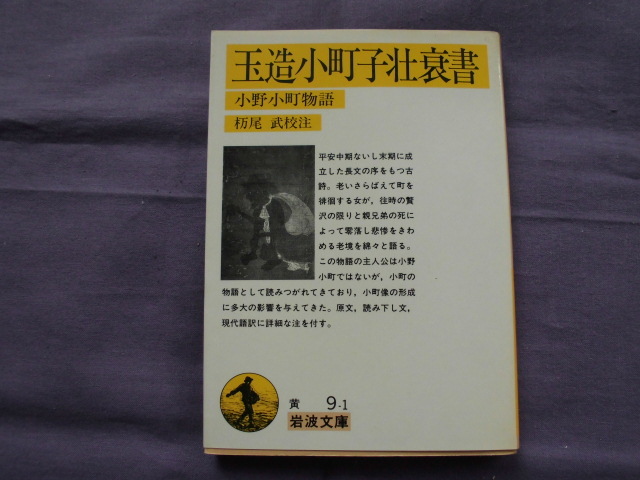 玉造小町子壮衰書
小野小町物語
杤尾 武校注
平安中期ないし末期に成
立した長文の序をもつ古
詩。老いさらばえて町を
徘徊する女が，往時の贅
沢の限りと親兄弟の死に
よって零落し悲惨をきわ
める老境を綿々と語る。
この物語の主人公は小野
小町ではないが，小町の
物語として読みつがれてきており，小町像の形成
に多大の影響を与えてきた。原文，読み下し文，
現代語訳に詳細な注を付す。
黄 9-1
岩波文庫